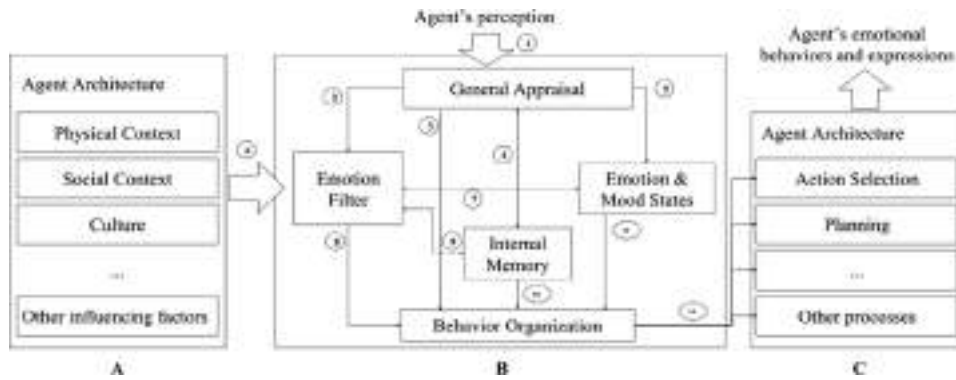 Agent's perception
Agent's emotional
behaviors and expressions
Agent Architecture
Physical Context
Social Context
Culture
...
Other influencing factors
A
General Appraisal
Emotion
Filter
Emotion &
Mood States
Internal
Memory
Behavior Organization
B
Agent Architecture
Action Selection
Planning
...
Other processes
C